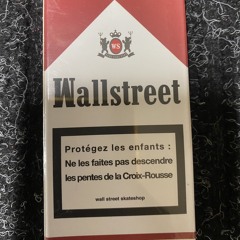 WS
Wallstreet
Protégez les enfants :
Ne les faites pas descendre
les pentes de la Croix-Rousse
wall street skateshop